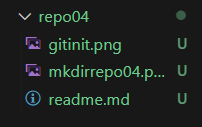 repo04
gitinit.png U
mkdirrepo04.p... U
readme.md U